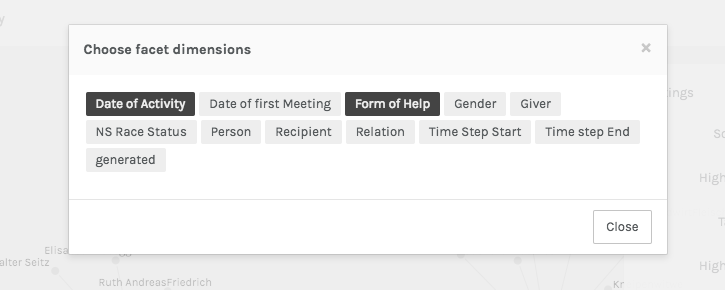 Choose facet dimensions ×
Date of Activity Date of first Meeting Form of Help Gender Giver
NS Race Status Person Recipient Relation Time Step Start Time step End
generated
Close
ings
High
High
Elisa
alter Seitz
Ruth AndreasFriedrich
Kr